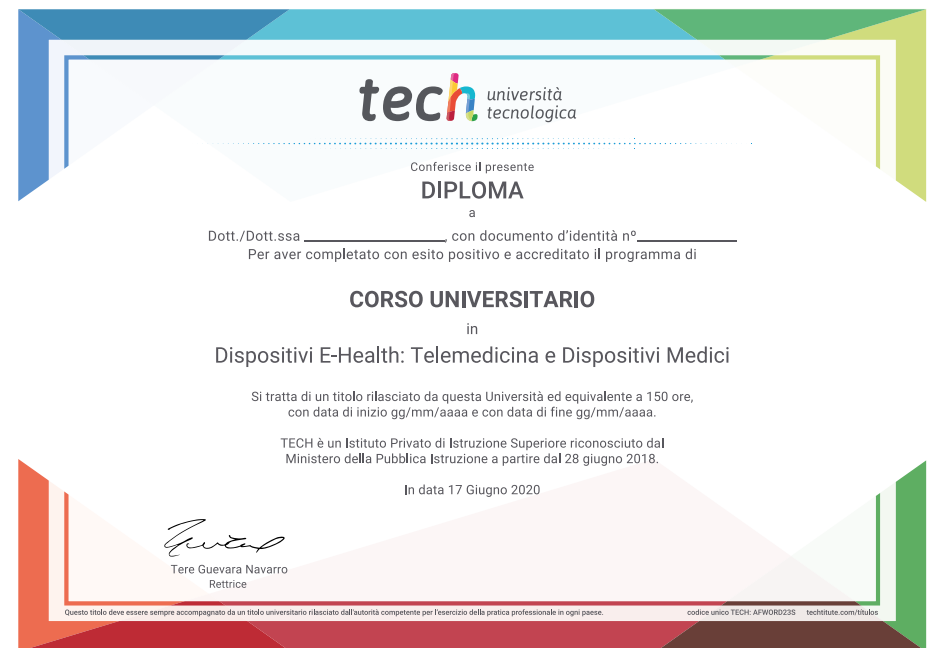 tech università
tecnologica
Conferisce il presente
DIPLOMA
a
Dott./Dott.ssa ____________________, con documento d'identità nº______________
Per aver completato con esito positivo e accreditato il programma di
CORSO UNIVERSITARIO
in
Dispositivi E-Health: Telemedicina e Dispositivi Medici
Si tratta di un titolo rilasciato da questa Università ed equivalente a 150 ore,
con data di inizio gg/mm/aaaa e con data di fine gg/mm/aaaa.
TECH è un Istituto Privato di Istruzione Superiore riconosciuto dal
Ministero della Pubblica Istruzione a partire dal 28 giugno 2018.
In data 17 Giugno 2020
Tere Guevara Navarro
Rettrice
Questo titolo deve essere sempre accompagnato da un titolo universitario rilasciato dall'autorità competente per l'esercizio della pratica professionale in ogni paese. codice unico TECH: AFWORD23S techtitute.com/titulos